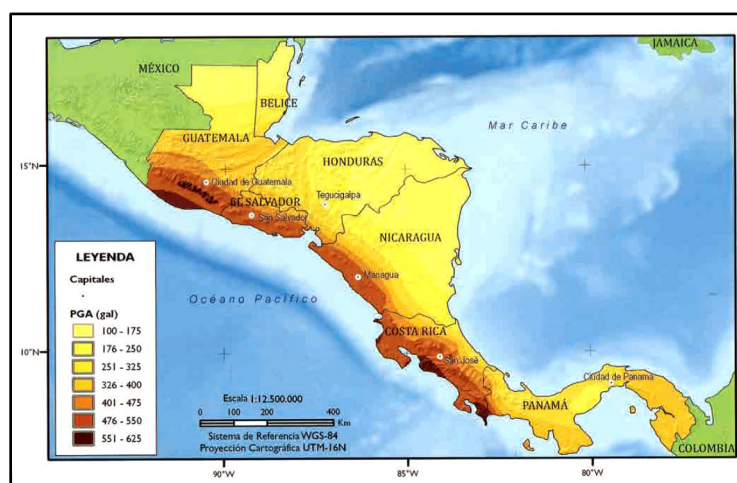 JAMAICA
MÉXICO
BELICE
Mar Caribe
GUATEMALA
HONDURAS
15°N
Ciudad de Guatemala
Tegucigalpa
EL SALVADOR
San Salvador
NICARAGUA
LEYENDA
Capitales
Managua
PGA (gal)
Océano Pacífico
100 - 175
176 - 250
251 - 325
326 - 400
401 - 475
476 - 550
551 - 625
COSTA RICA
10°N
San José
Ciudad de Panama
PANAMÁ
Escala 1:12.500.000
0 100 200 400
Km
Sistema de Referencia WGS-84
Proyección Cartográfica UTM-16N
COLOMBIA
90°W
85°W
80°W